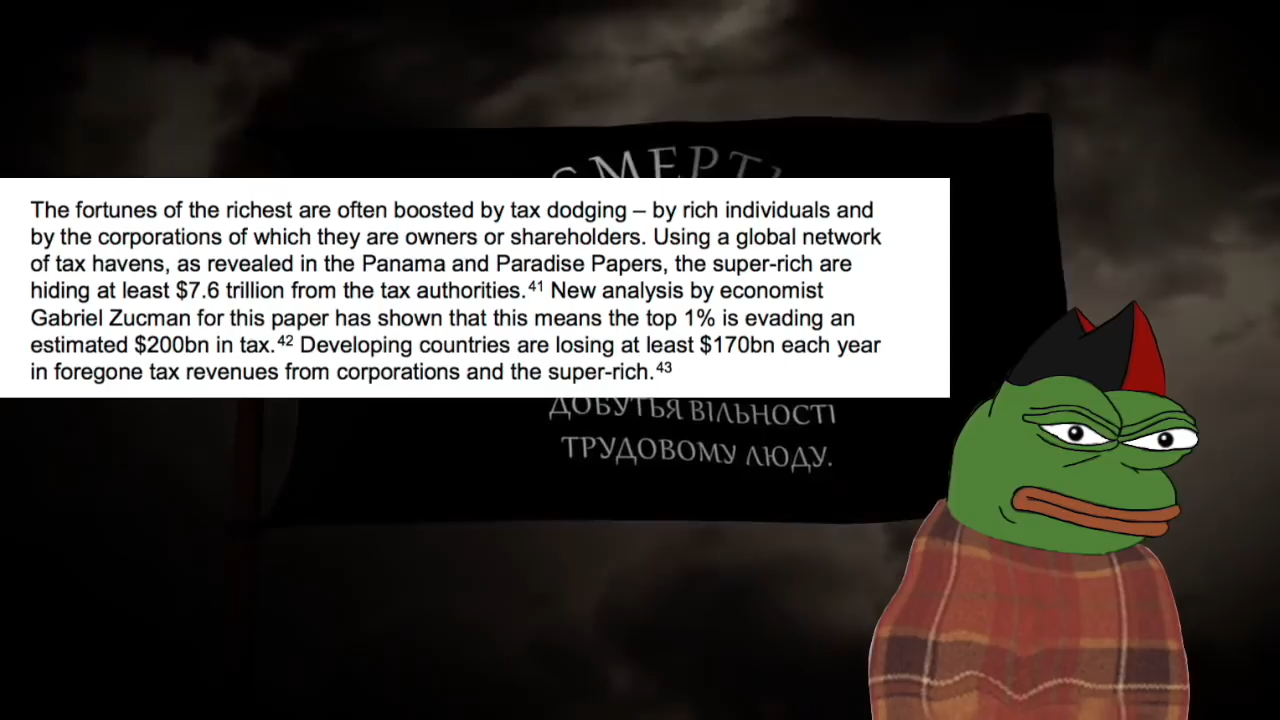 СМЕРТЬ
The fortunes of the richest are often boosted by tax dodging – by rich individuals and
by the corporations of which they are owners or shareholders. Using a global network
of tax havens, as revealed in the Panama and Paradise Papers, the super-rich are
hiding at least $7.6 trillion from the tax authorities.⁴¹ New analysis by economist
Gabriel Zucman for this paper has shown that this means the top 1% is evading an
estimated $200bn in tax.⁴² Developing countries are losing at least $170bn each year
in foregone tax revenues from corporations and the super-rich.⁴³
ДОБУТЬЯ ВІЛЬНОСТІ
ТРУДОВОМУ ЛЮДУ.